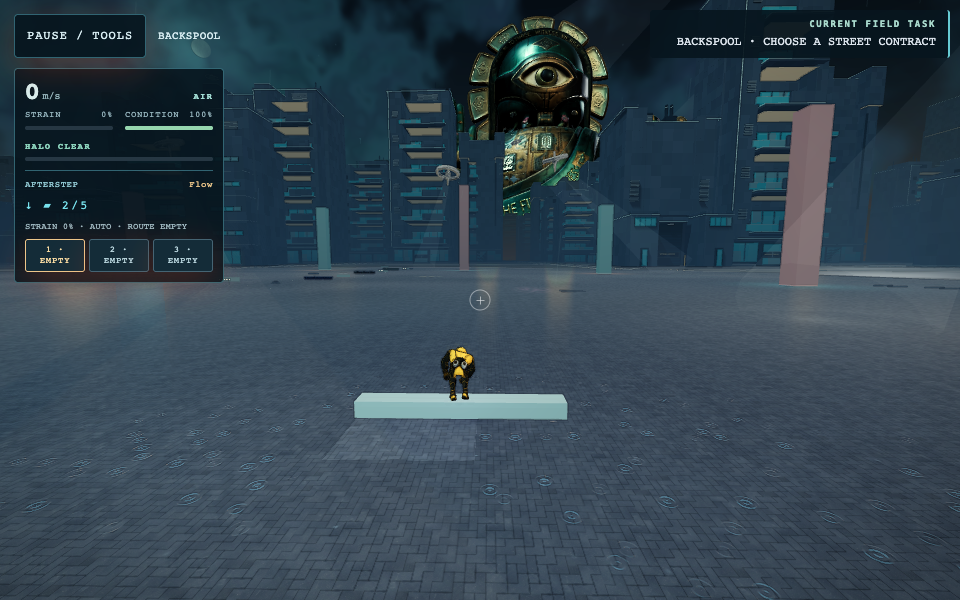 PAUSE / TOOLS
BACKSPOOL
CURRENT FIELD TASK
BACKSPOOL · CHOOSE A STREET CONTRACT
0 m/s
AIR
STRAIN 0%
CONDITION 100%
HALO CLEAR
AFTERSTEP
Flow
↓ ▰ 2/5
STRAIN 0% · AUTO · ROUTE EMPTY
1 · EMPTY
2 · EMPTY
3 · EMPTY